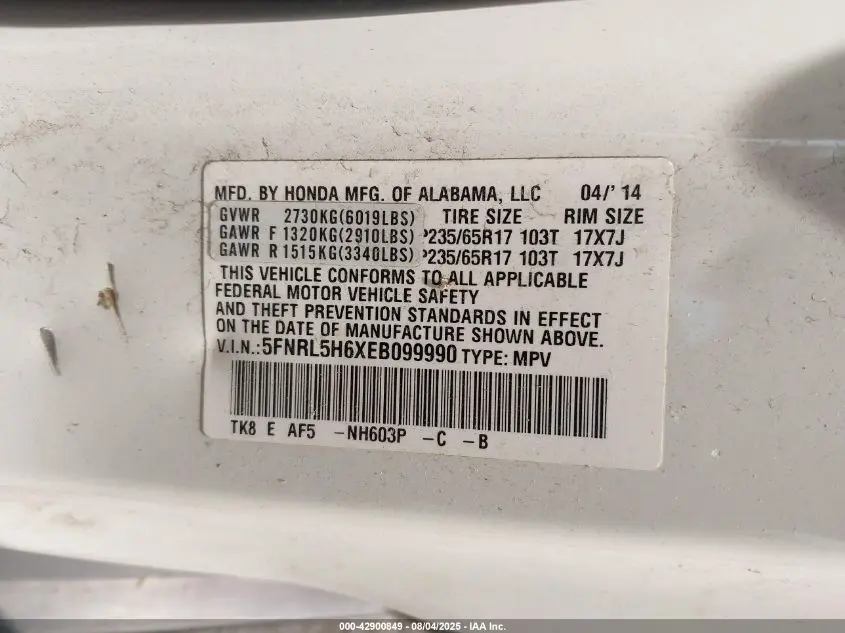 MFD. BY HONDA MFG. OF ALABAMA, LLC 04/'14
GVWR 2730KG(6019LBS) TIRE SIZE RIM SIZE
GAWR F 1320KG(2910LBS) P235/65R17 103T 17X7J
GAWR R 1515KG(3340LBS) P235/65R17 103T 17X7J
THIS VEHICLE CONFORMS TO ALL APPLICABLE
FEDERAL MOTOR VEHICLE SAFETY
AND THEFT PREVENTION STANDARDS IN EFFECT
ON THE DATE OF MANUFACTURE SHOWN ABOVE.
V.I.N.:5FNRL5H6XEB099990 TYPE: MPV
TK8 E AF5 -NH603P -C -B
000-42900849 - 08/04/2025 - IAA Inc.